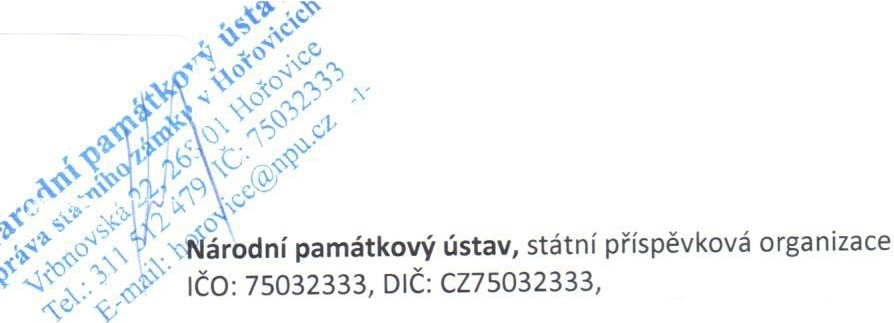 árodní památkový ústa
práva státního zámku v Hořovicích
Vrbnovská 22, 268 01 Hořovice
Tel.: 311 512 479 IČ: 75032333
E-mail: horovice@npu.cz -1-
Národní památkový ústav, státní příspěvková organizace
IČO: 75032333, DIČ: CZ75032333,